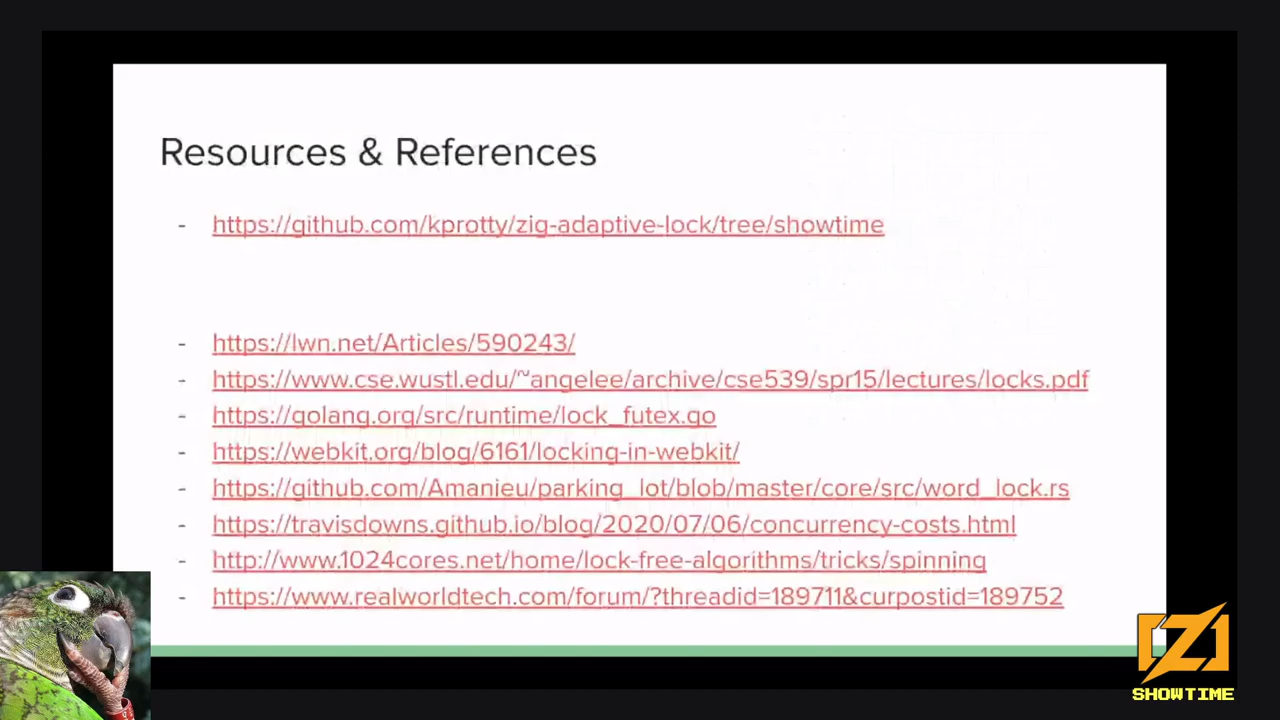 Resources & References
- https://github.com/kprotty/zig-adaptive-lock/tree/showtime
- https://lwn.net/Articles/590243/
- https://www.cse.wustl.edu/~angelee/archive/cse539/spr15/lectures/locks.pdf
- https://golang.org/src/runtime/lock_futex.go
- https://webkit.org/blog/6161/locking-in-webkit/
- https://github.com/Amanieu/parking_lot/blob/master/core/src/word_lock.rs
- https://travisdowns.github.io/blog/2020/07/06/concurrency-costs.html
- http://www.1024cores.net/home/lock-free-algorithms/tricks/spinning
- https://www.realworldtech.com/forum/?threadid=189711&curpostid=189752
[Z]
SHOWTIME